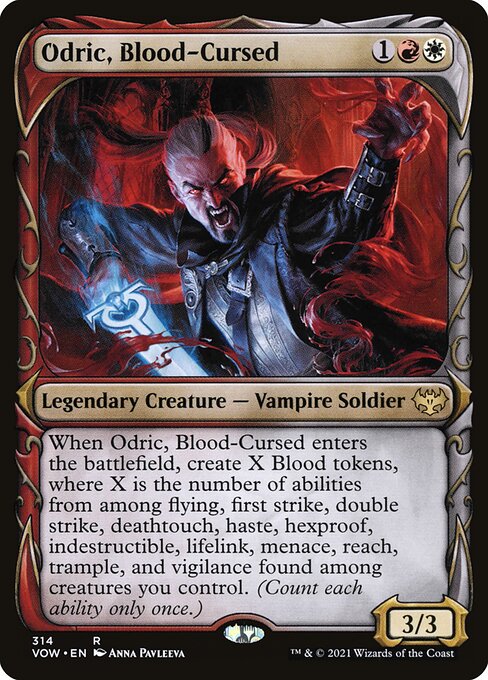 Odric, Blood-Cursed 1
Legendary Creature — Vampire Soldier
When Odric, Blood-Cursed enters
the battlefield, create X Blood tokens,
where X is the number of abilities
from among flying, first strike, double
strike, deathtouch, haste, hexproof,
indestructible, lifelink, menace, reach,
trample, and vigilance found among
creatures you control. (Count each
ability only once.)
3/3
314 R
VOW • EN Anna Pavleeva
™ & © 2021 Wizards of the Coast